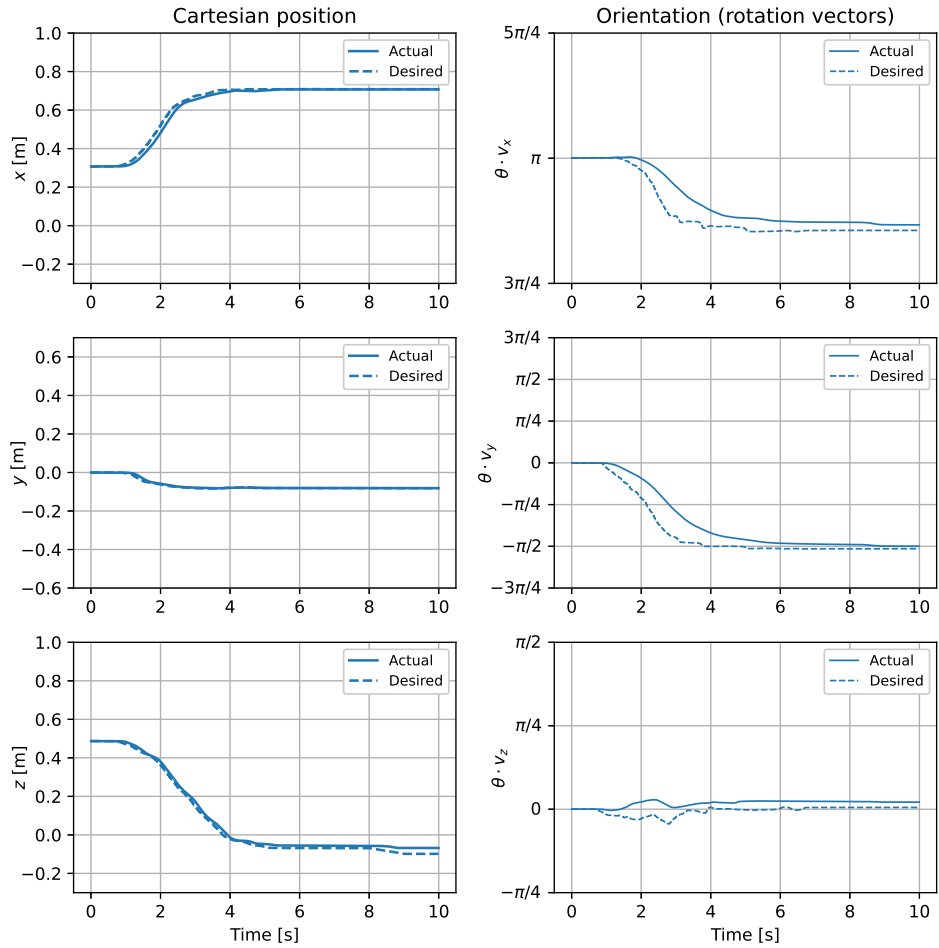 Cartesian position
1.0
0.8
0.6
0.4
0.2
0.0
−0.2
x [m]
Actual
Desired
0 2 4 6 8 10
Orientation (rotation vectors)
5π/4
π
3π/4
θ · vₓ
Actual
Desired
0 2 4 6 8 10
0.6
0.4
0.2
0.0
−0.2
−0.4
−0.6
y [m]
Actual
Desired
0 2 4 6 8 10
3π/4
π/2
π/4
0
−π/4
−π/2
−3π/4
θ · v_y
Actual
Desired
0 2 4 6 8 10
1.0
0.8
0.6
0.4
0.2
0.0
−0.2
z [m]
Actual
Desired
0 2 4 6 8 10
Time [s]
π/2
π/4
0
−π/4
θ · v_z
Actual
Desired
0 2 4 6 8 10
Time [s]